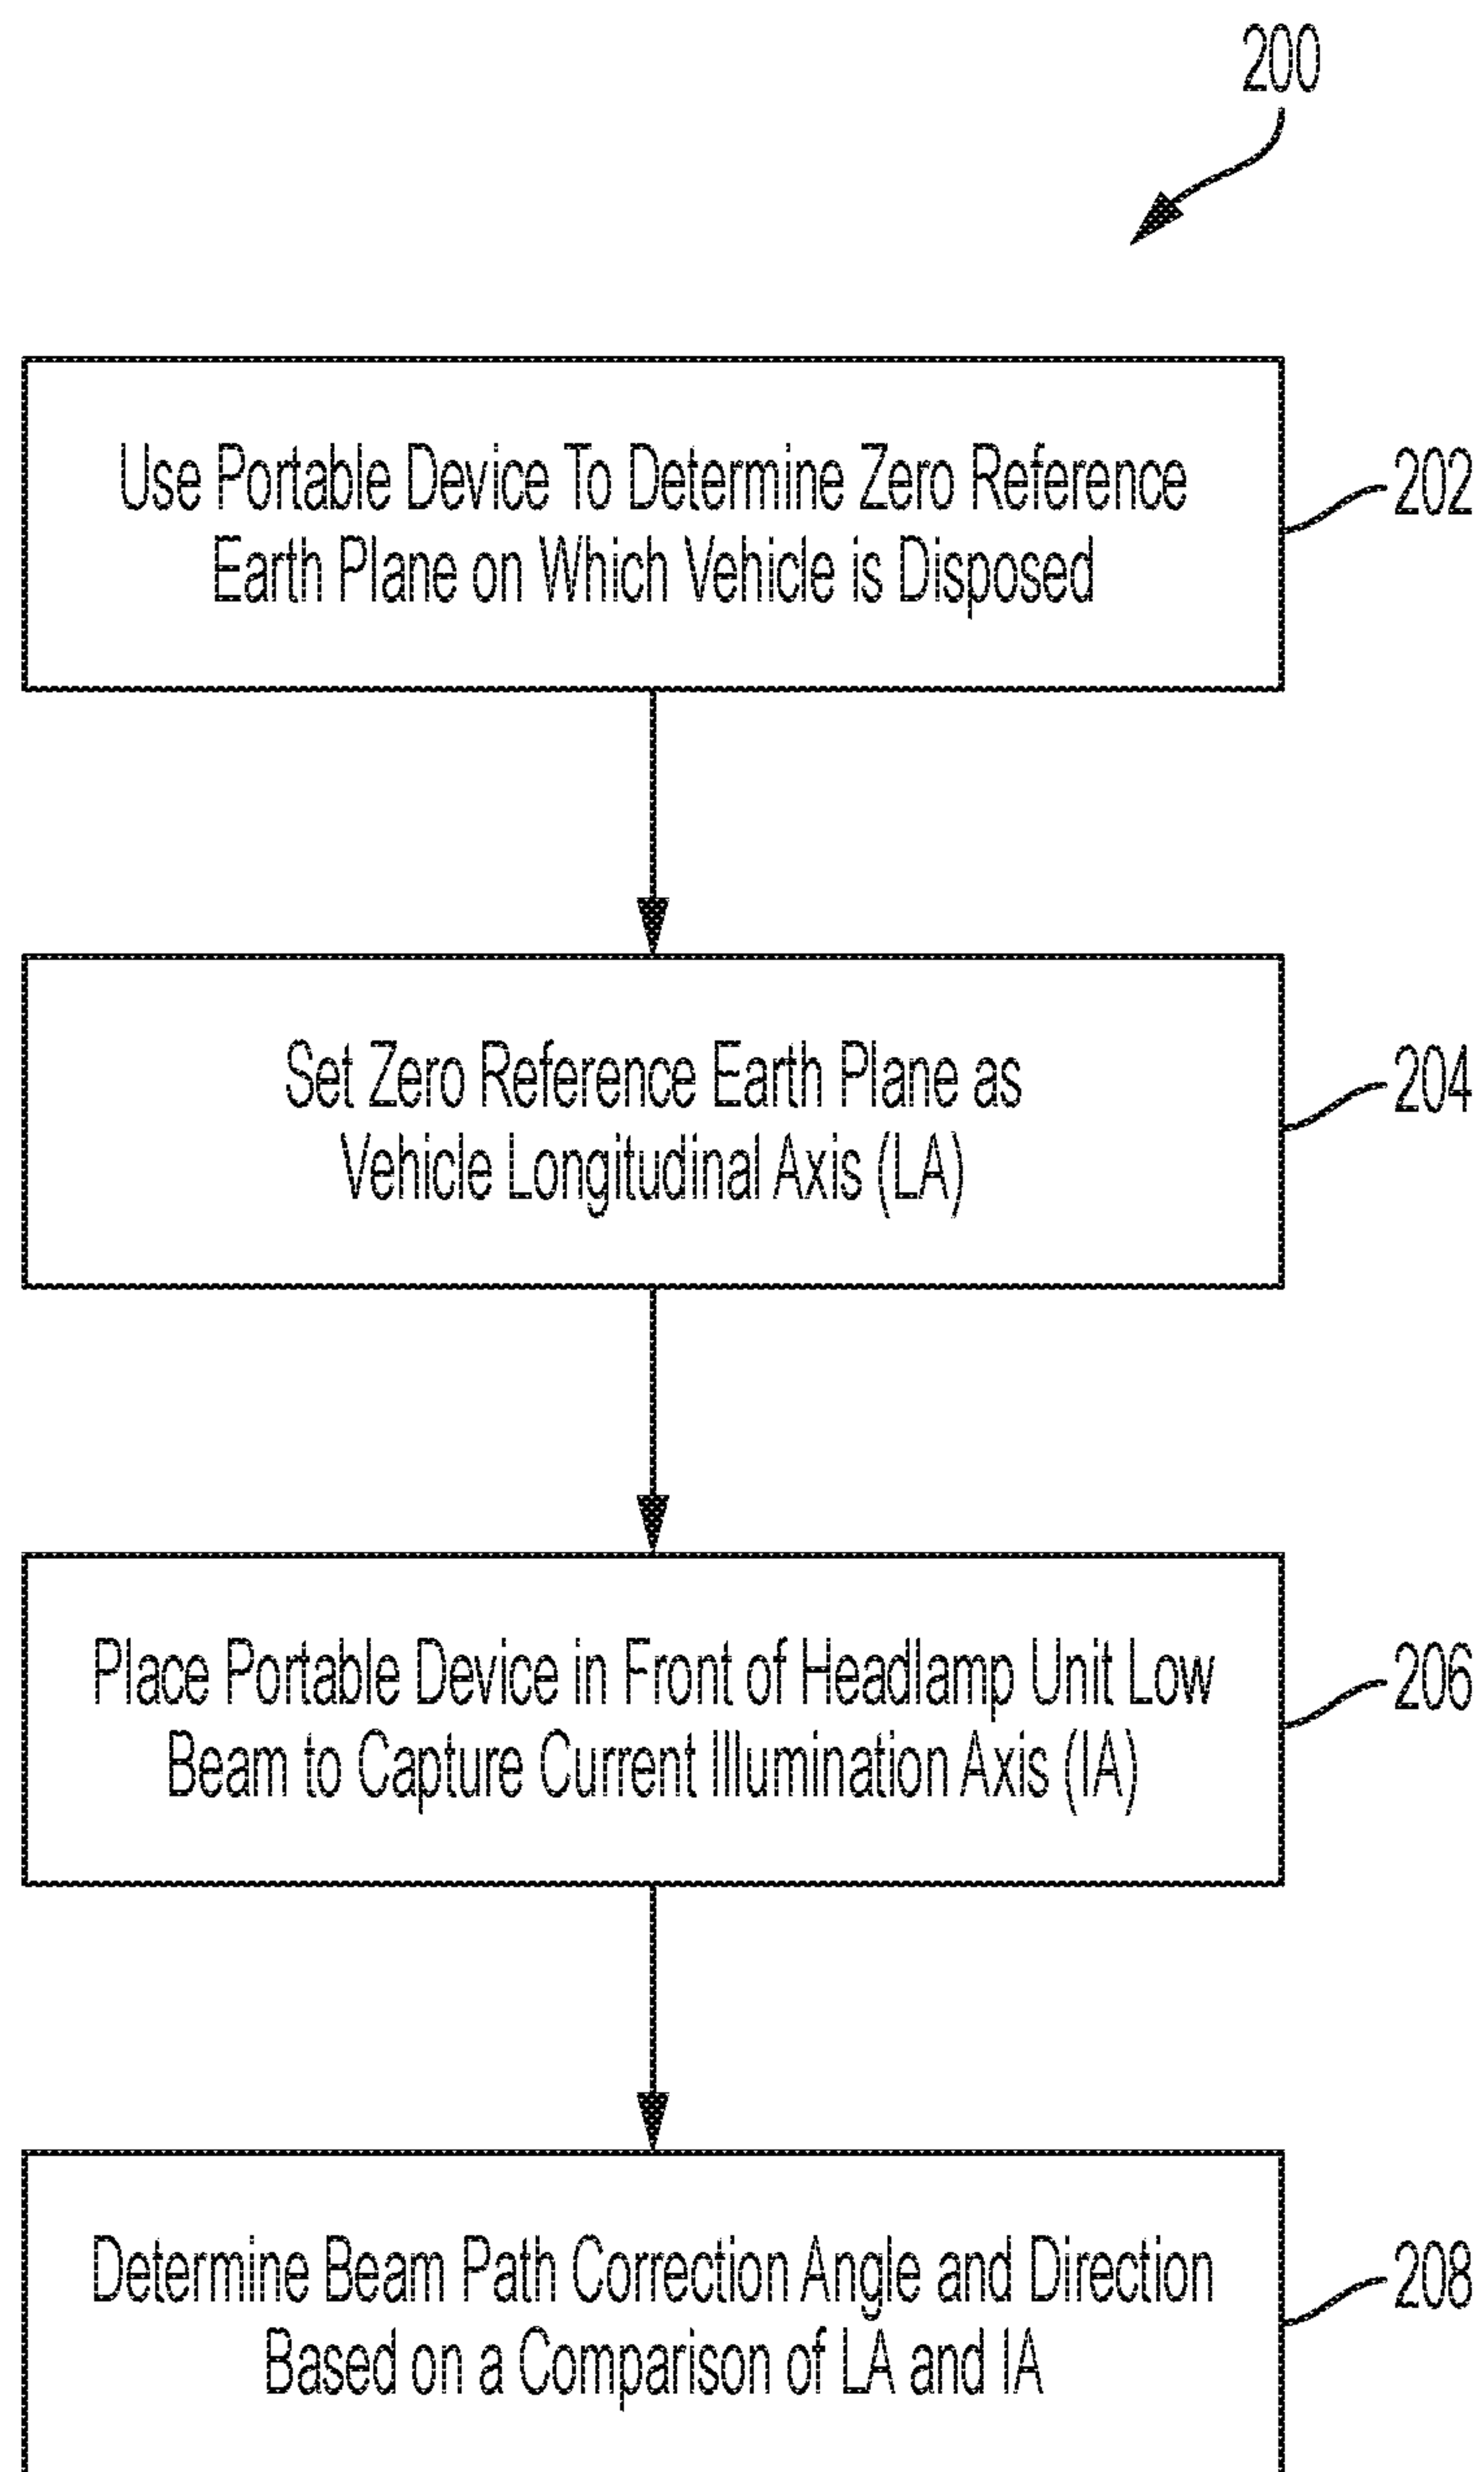 200
Use Portable Device To Determine Zero Reference
Earth Plane on Which Vehicle is Disposed
202
Set Zero Reference Earth Plane as
Vehicle Longitudinal Axis (LA)
204
Place Portable Device in Front of Headlamp Unit Low
Beam to Capture Current Illumination Axis (IA)
206
Determine Beam Path Correction Angle and Direction
Based on a Comparison of LA and IA
208